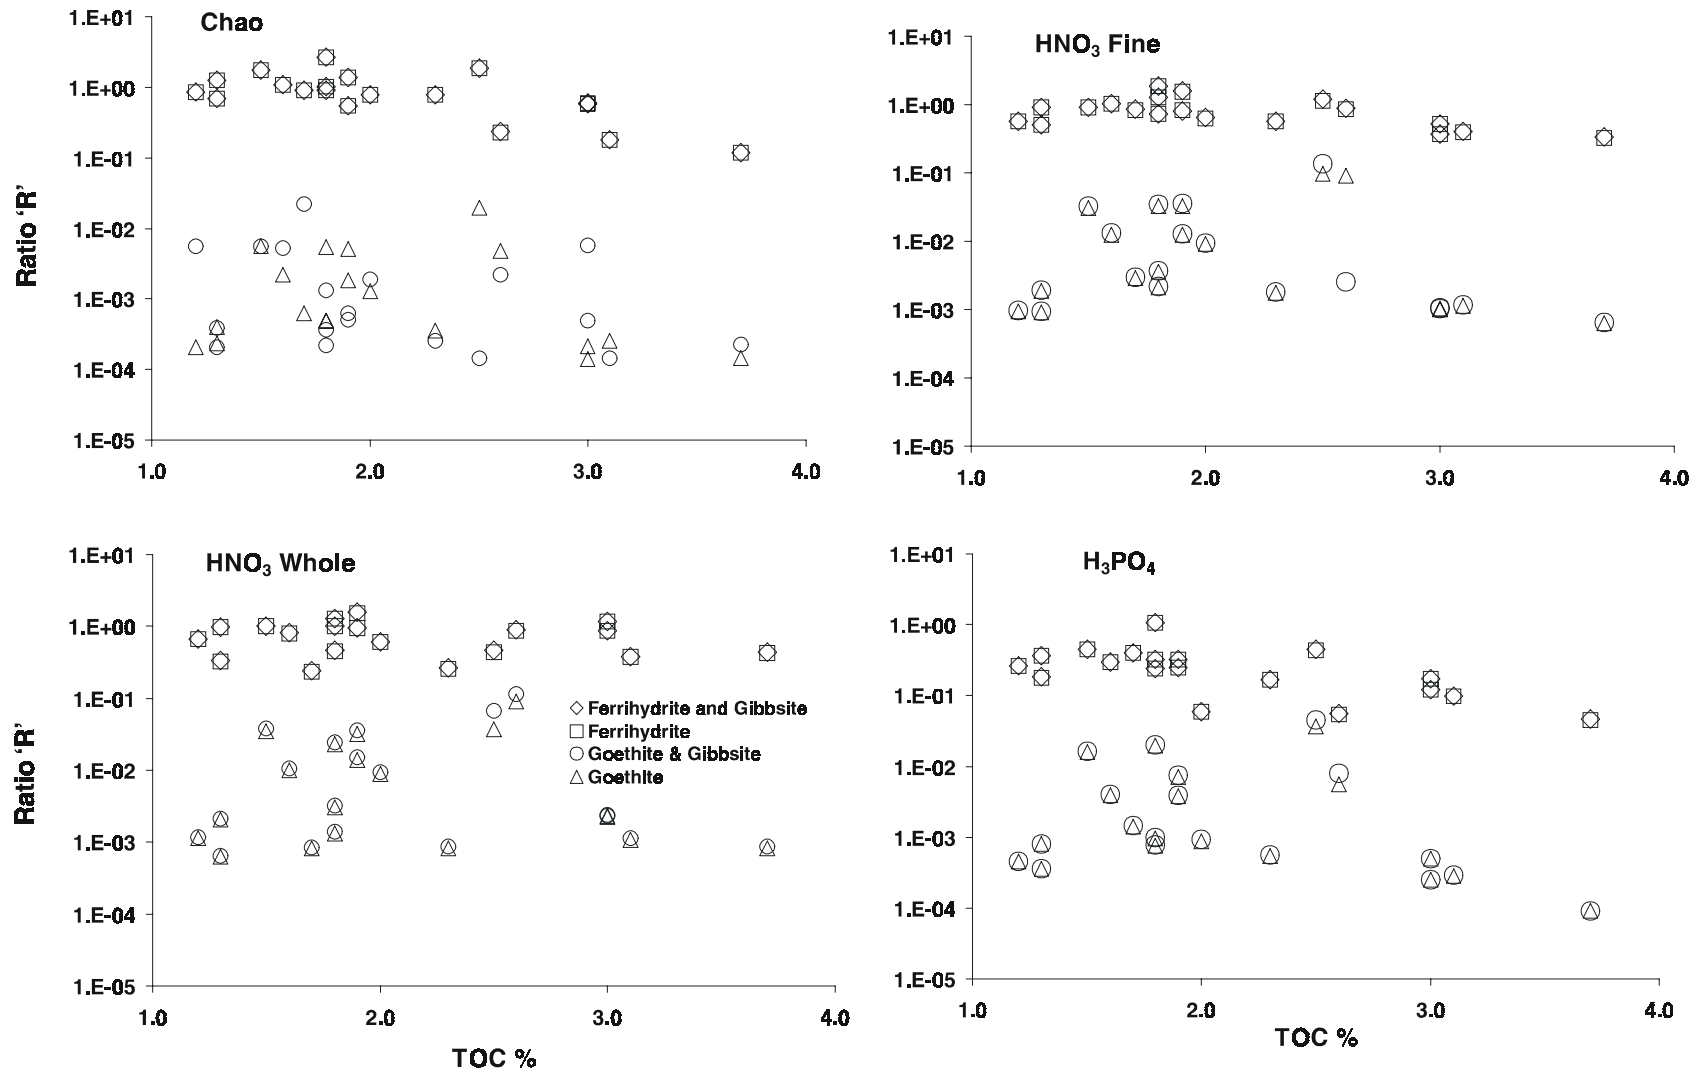 Chao
1.E+01
1.E+00
1.E-01
1.E-02
1.E-03
1.E-04
1.E-05
Ratio ‘R’
1.0
2.0
3.0
4.0
HNO3 Fine
1.E+01
1.E+00
1.E-01
1.E-02
1.E-03
1.E-04
1.E-05
1.0
2.0
3.0
4.0
HNO3 Whole
1.E+01
1.E+00
1.E-01
1.E-02
1.E-03
1.E-04
1.E-05
Ratio ‘R’
Ferrihydrite and Gibbsite
Ferrihydrite
Goethite & Gibbsite
Goethite
1.0
2.0
3.0
4.0
TOC %
H3PO4
1.E+01
1.E+00
1.E-01
1.E-02
1.E-03
1.E-04
1.E-05
1.0
2.0
3.0
4.0
TOC %